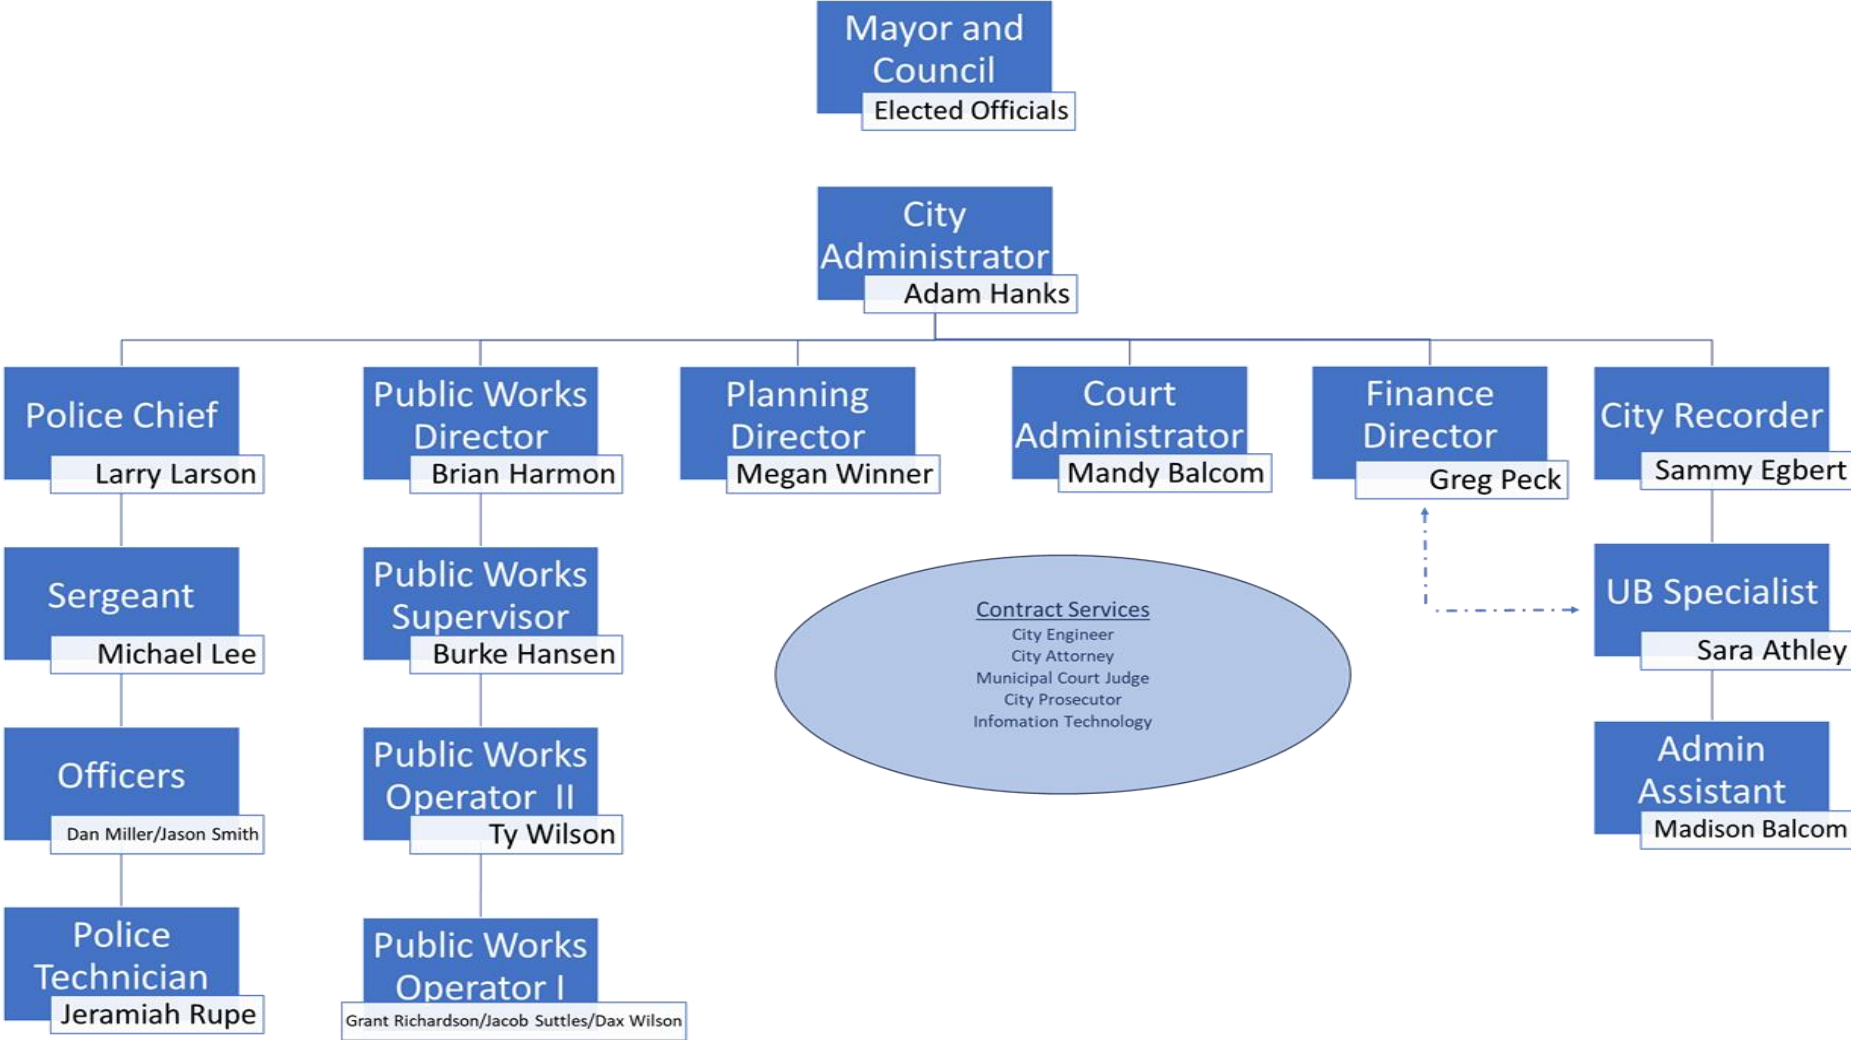 Mayor and
Council
Elected Officials
City
Administrator
Adam Hanks
Police Chief
Larry Larson
Public Works
Director
Brian Harmon
Planning
Director
Megan Winner
Court
Administrator
Mandy Balcom
Finance
Director
Greg Peck
City Recorder
Sammy Egbert
Sergeant
Michael Lee
Public Works
Supervisor
Burke Hansen
Contract Services
City Engineer
City Attorney
Municipal Court Judge
City Prosecutor
Infomation Technology
UB Specialist
Sara Athley
Officers
Dan Miller/Jason Smith
Public Works
Operator II
Ty Wilson
Admin
Assistant
Madison Balcom
Police
Technician
Jeramiah Rupe
Public Works
Operator I
Grant Richardson/Jacob Suttles/Dax Wilson